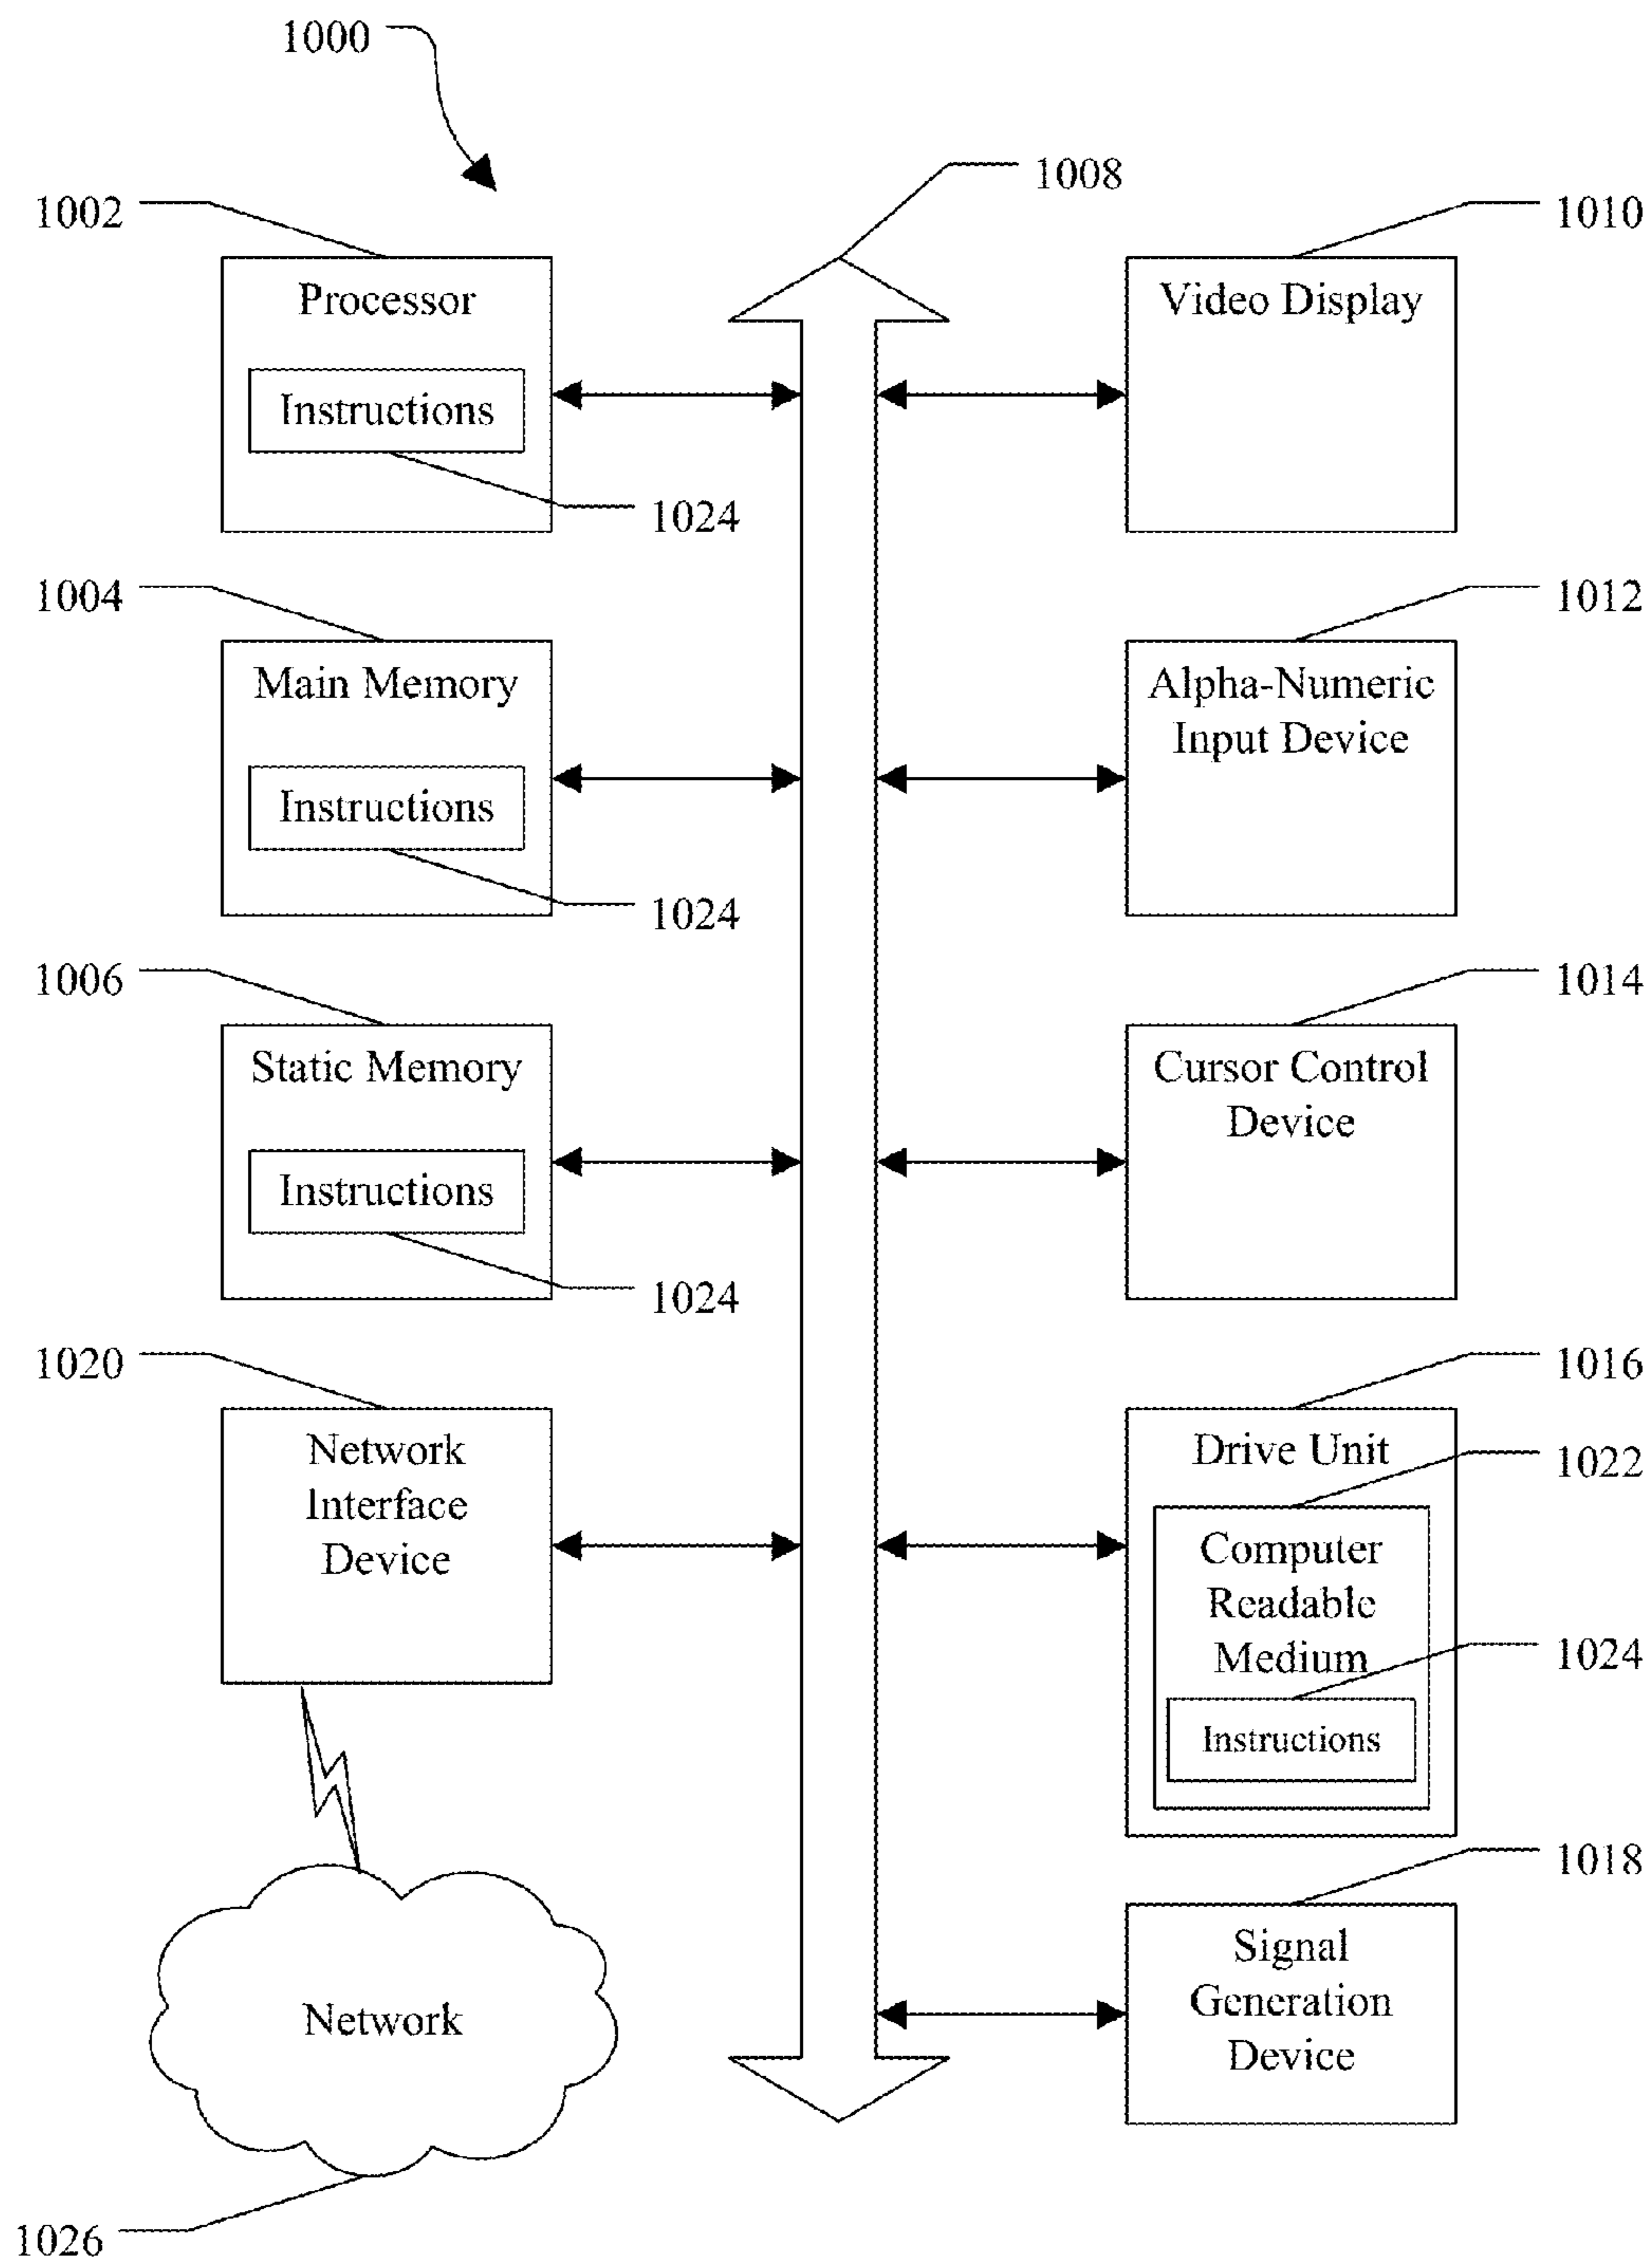 1000
1008
1002
1010
Processor
Instructions
1024
Video Display
1004
1012
Main Memory
Instructions
1024
Alpha-Numeric
Input Device
1006
1014
Static Memory
Instructions
1024
Cursor Control
Device
1020
1016
Network
Interface
Device
Drive Unit
1022
Computer
Readable
Medium
1024
Instructions
1018
Signal
Generation
Device
Network
1026